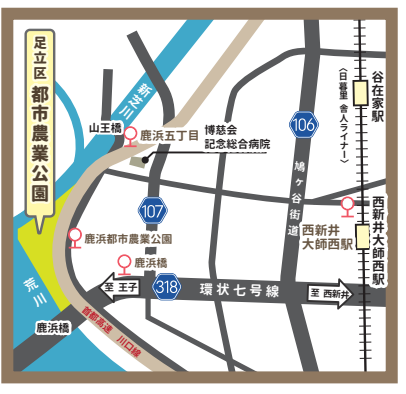 足立区
都市農業公園
新芝川
山王橋
鹿浜五丁目
博慈会
記念総合病院
106
谷在家駅
〈日暮里 舎人ライナー〉
鳩ヶ谷街道
107
西新井
大師西駅
西新井大師西駅
鹿浜都市農業公園
鹿浜橋
至 王子
318
環状七号線
至 西新井
荒川
鹿浜橋
首都高速 川口線